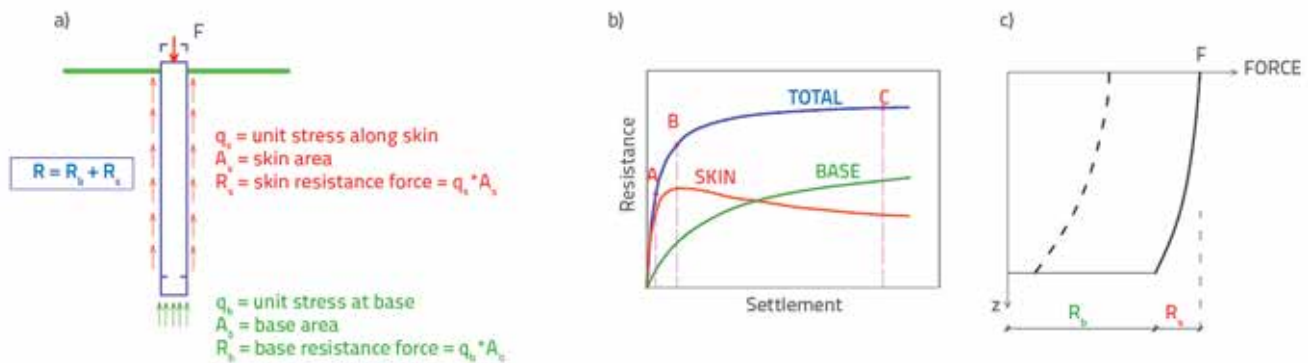 a)
F
q_s = unit stress along skin
A_s = skin area
R_s = skin resistance force = q_s*A_s
R = R_b + R_s
q_b = unit stress at base
A_b = base area
R_b = base resistance force = q_b*A_c
b)
Resistance
TOTAL
A
B
C
SKIN
BASE
Settlement
c)
F
FORCE
z
R_b
R_s